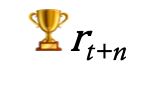 🏆 r_{t+n}